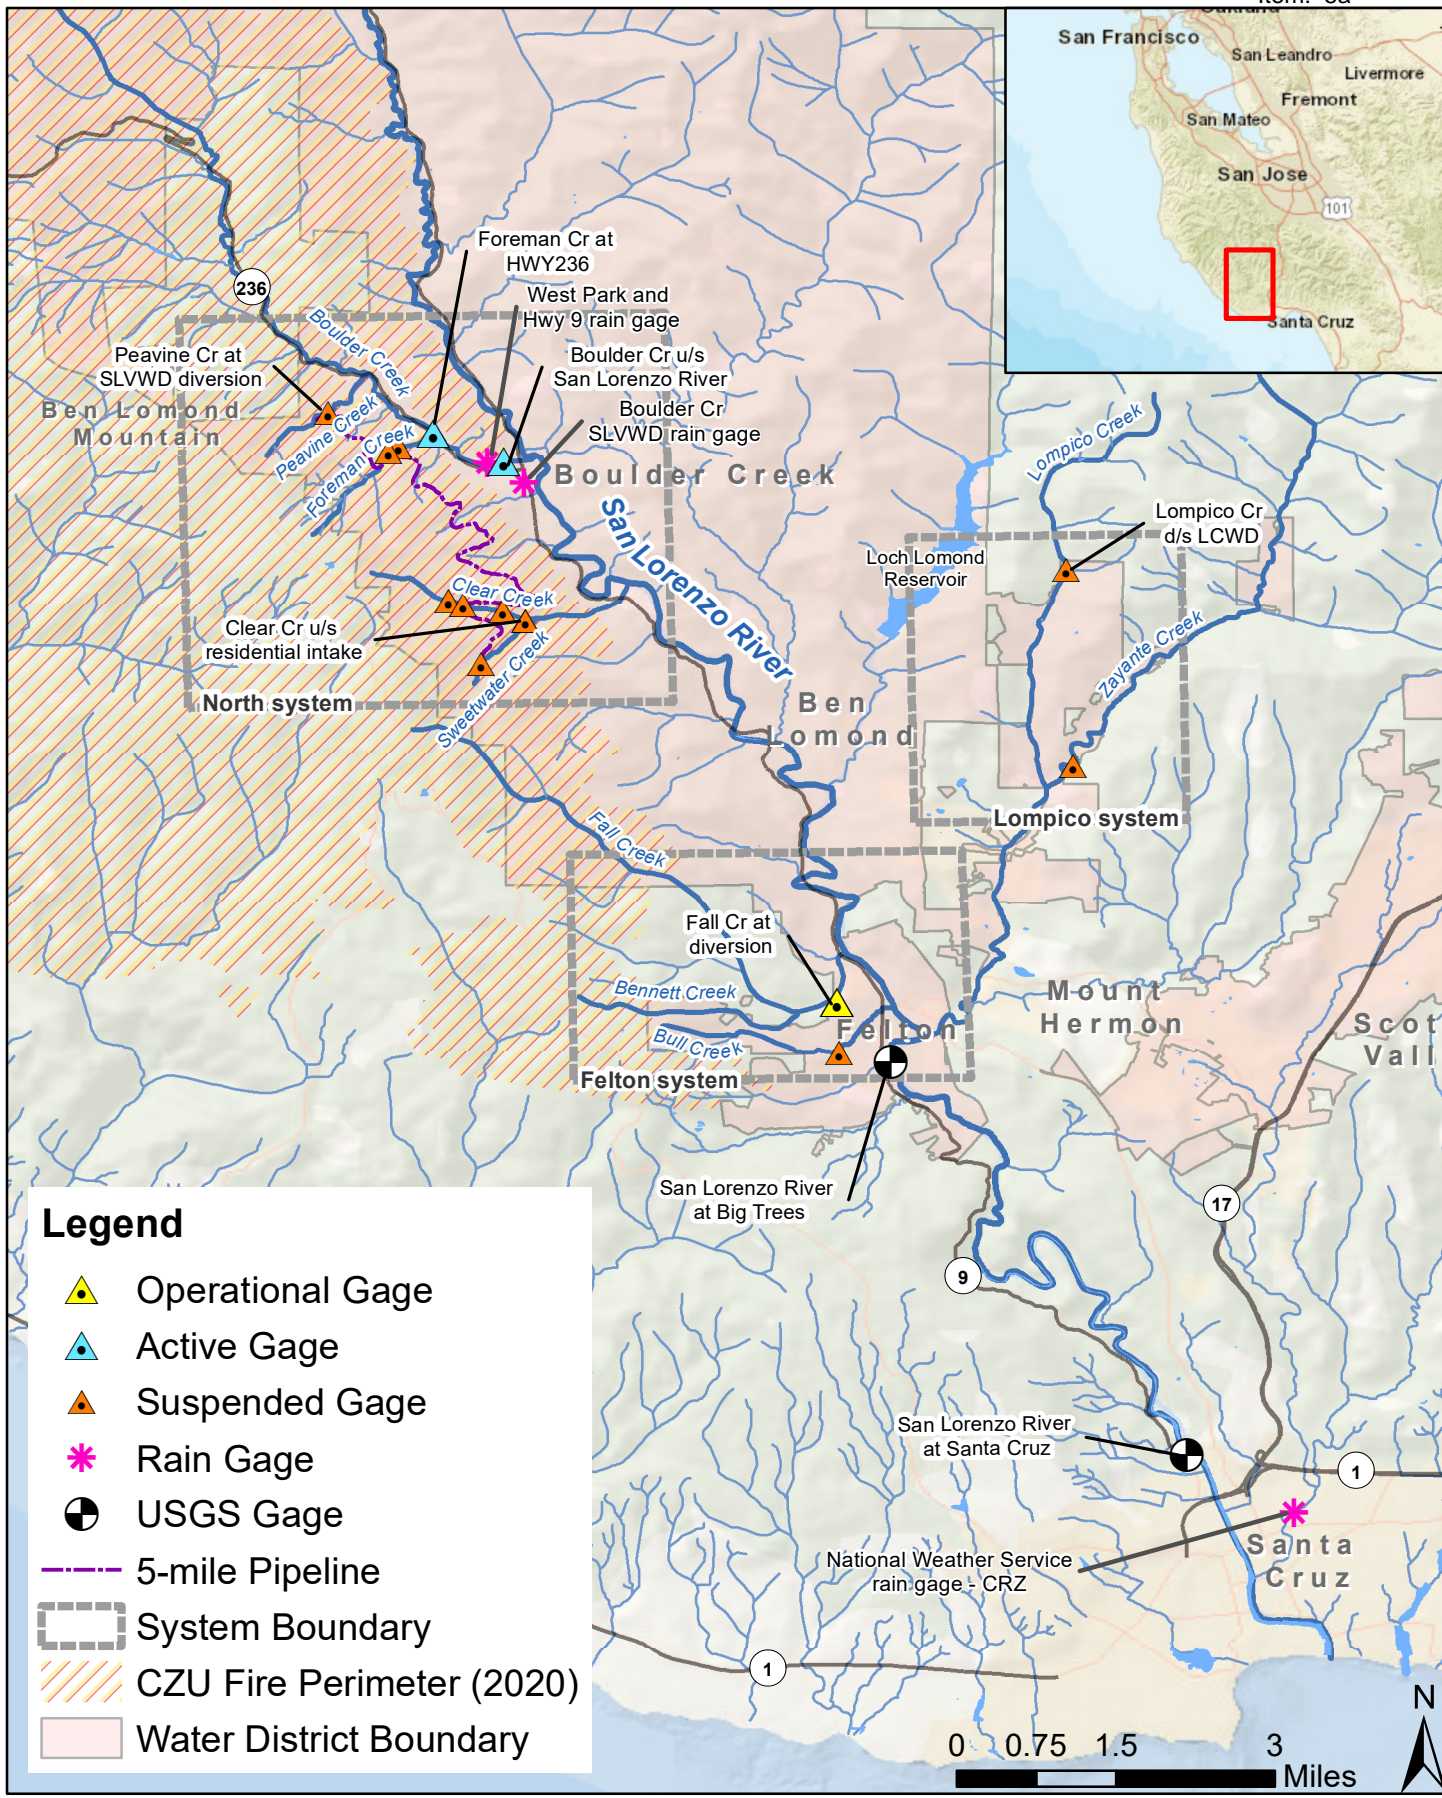 San Francisco
San Leandro
Livermore
Fremont
San Mateo
San Jose
101
Santa Cruz
Foreman Cr at
HWY236
West Park and
Hwy 9 rain gage
236
Boulder Creek
Peavine Cr at
SLVWD diversion
Boulder Cr u/s
San Lorenzo River
Boulder Cr
SLVWD rain gage
Ben Lomond
Mountain
Peavine Creek
Foreman Creek
Boulder Creek
Lompico Creek
San Lorenzo River
Lompico Cr
d/s LCWD
Loch Lomond
Reservoir
Clear Creek
Clear Cr u/s
residential intake
Zayante Creek
Sweetwater Creek
North system
Ben
Lomond
Lompico system
Fall Creek
Fall Cr at
diversion
Bennett Creek
Mount
Hermon
Felton
Scot
Vall
Bull Creek
Felton system
San Lorenzo River
at Big Trees
17
9
Legend
Operational Gage
Active Gage
Suspended Gage
Rain Gage
USGS Gage
5-mile Pipeline
System Boundary
CZU Fire Perimeter (2020)
Water District Boundary
San Lorenzo River
at Santa Cruz
1
Santa
Cruz
National Weather Service
rain gage - CRZ
1
N
0 0.75 1.5 3
Miles